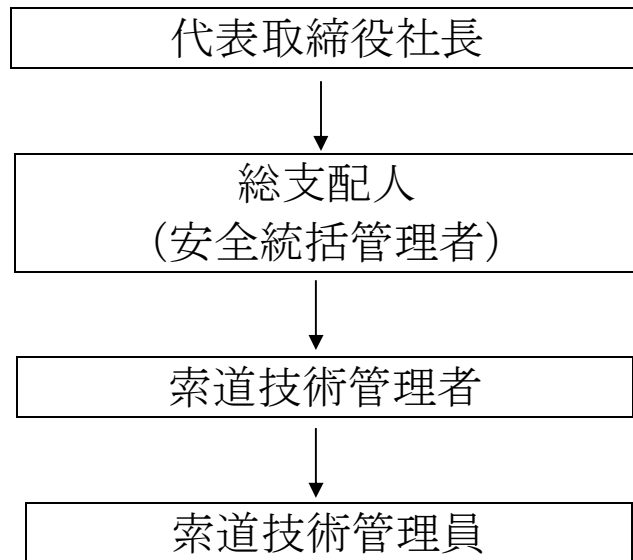 代表取締役社長
総支配人
（安全統括管理者）
索道技術管理者
索道技術管理員